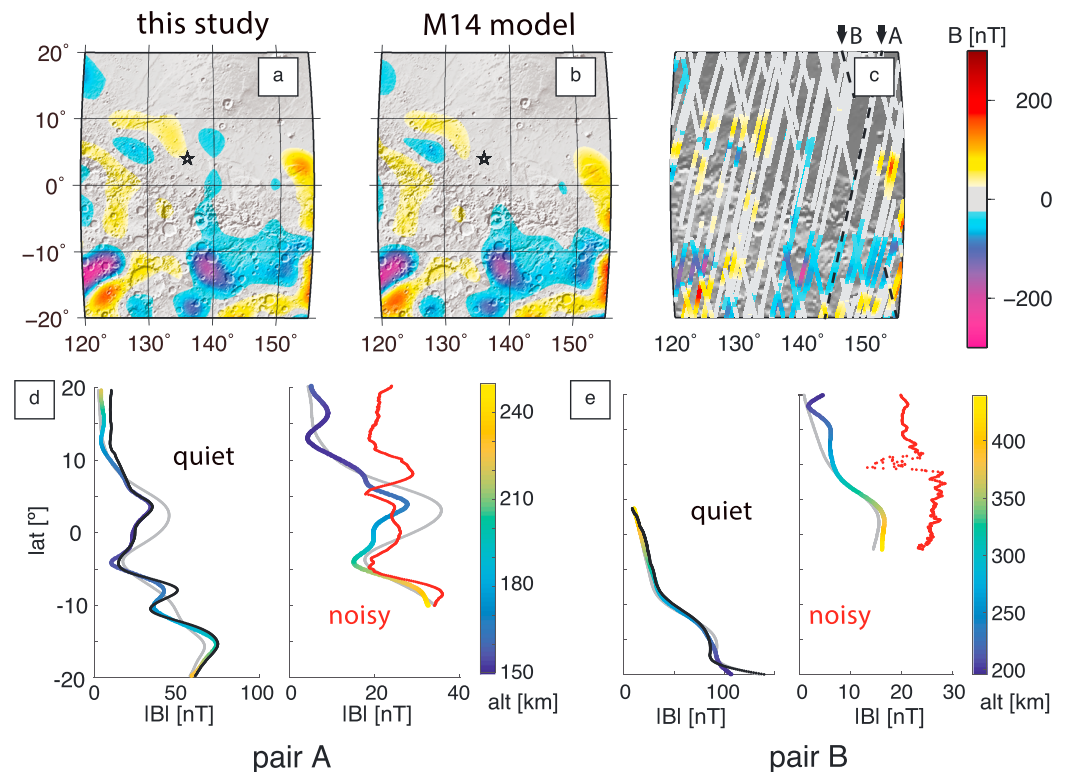 this study
M14 model
B A B [nT]
a
b
c
20˚
10˚
0˚
−10˚
−20˚
120˚ 130˚ 140˚ 150˚
120˚ 130˚ 140˚ 150˚
120˚ 130˚ 140˚ 150˚
200
0
−200
d
e
20
10
0
-10
-20
lat [º]
quiet
noisy
0 50 100
0 20 40
240
210
180
150
|B| [nT]
|B| [nT]
alt [km]
pair A
quiet
noisy
0 100
0 10 20 30
400
350
300
250
200
|B| [nT]
|B| [nT]
alt [km]
pair B